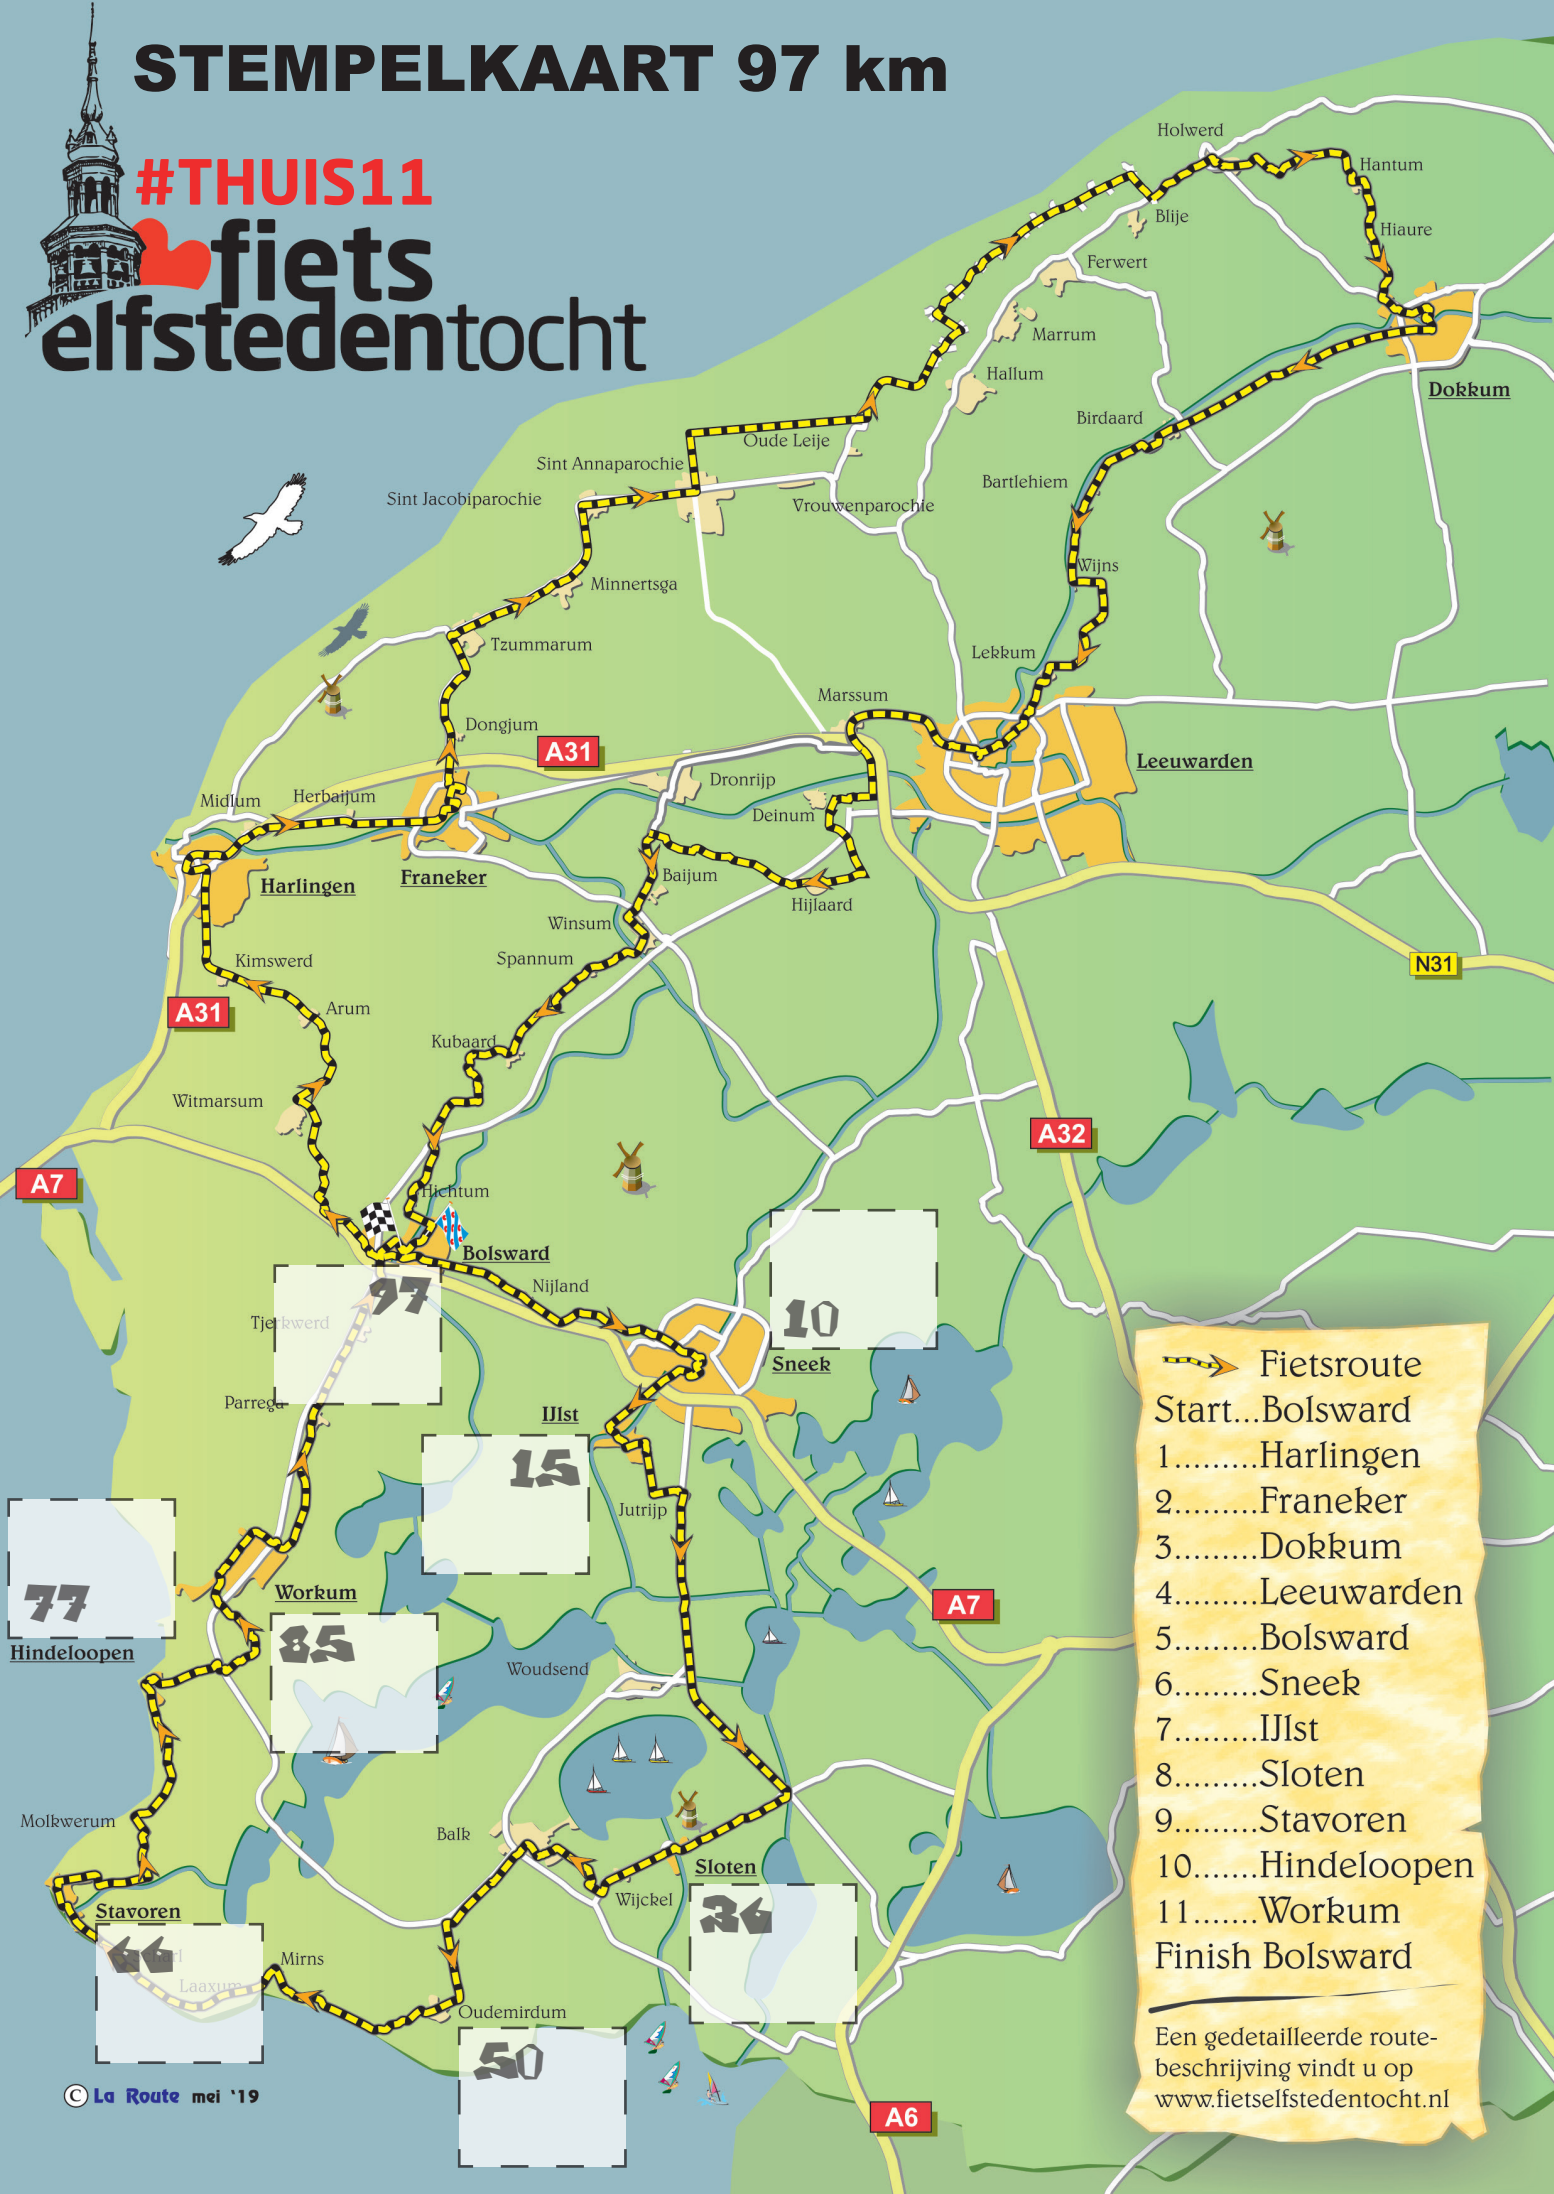 STEMPELKAART 97 km
#THUIS11
fiets
elfstedentocht
Holwerd
Hantum
Blije
Hiaure
Ferwert
Marrum
Hallum
Dokkum
Birdaard
Oude Leije
Sint Annaparochie
Bartlehiem
Sint Jacobiparochie
Vrouwenparochie
Wijns
Minnertsga
Tzummarum
Lekkum
Marssum
Dongjum
A31
Leeuwarden
Dronrijp
Midlum
Herbaijum
Deinum
Baijum
Franeker
Harlingen
Hijlaard
Winsum
Spannum
Kimswerd
N31
A31
Arum
Kubaard
Witmarsum
A32
A7
Hichtum
Bolsward
Nijland
97
10
Tjerkwerd
Sneek
Parrega
IJlst
15
Jutrijp
77
Workum
A7
Hindeloopen
85
Woudsend
Molkwerum
Balk
Sloten
Wijckel
Stavoren
36
66
Mirns
Laaxum
Oudemirdum
50
© La Route mei '19
A6
Fietsroute
Start...Bolsward
1.........Harlingen
2.........Franeker
3.........Dokkum
4.........Leeuwarden
5.........Bolsward
6.........Sneek
7.........IJlst
8.........Sloten
9.........Stavoren
10.......Hindeloopen
11.......Workum
Finish Bolsward
Een gedetailleerde route-
beschrijving vindt u op
www.fietselfstedentocht.nl